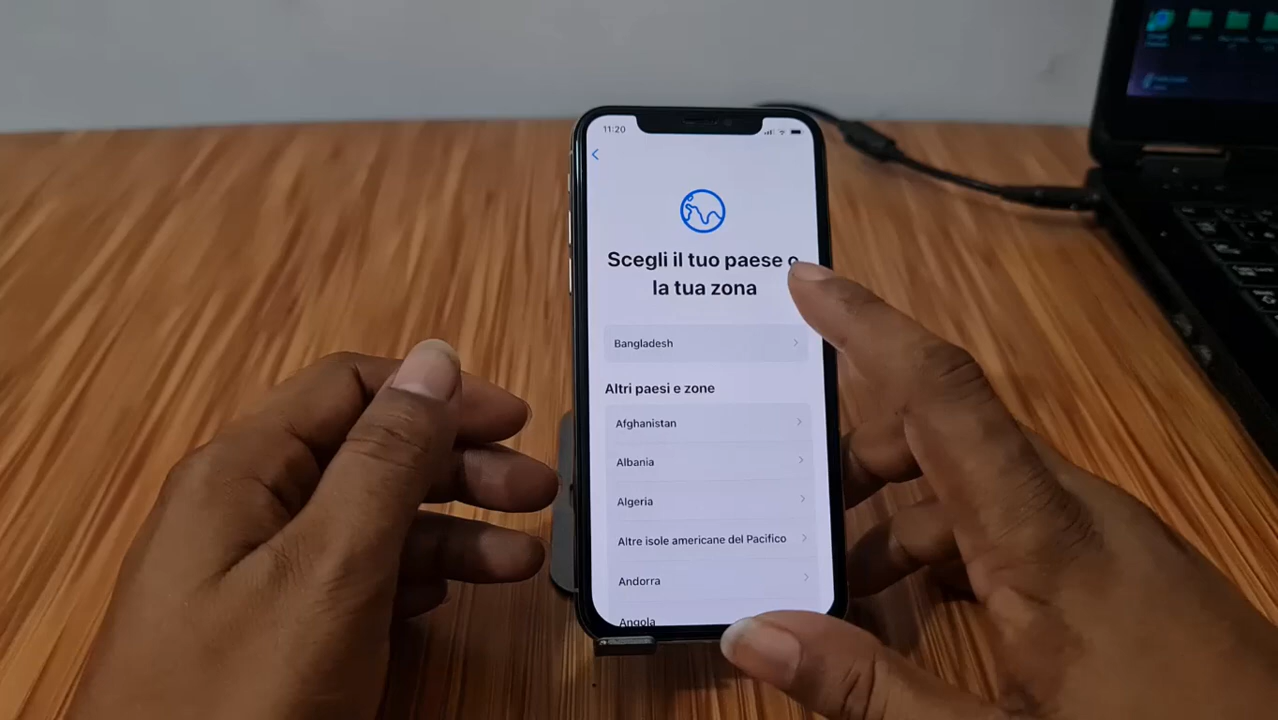 11:20
Scegli il tuo paese o
la tua zona
Bangladesh
Altri paesi e zone
Afghanistan
Albania
Algeria
Altre isole americane del Pacifico
Andorra
Angola